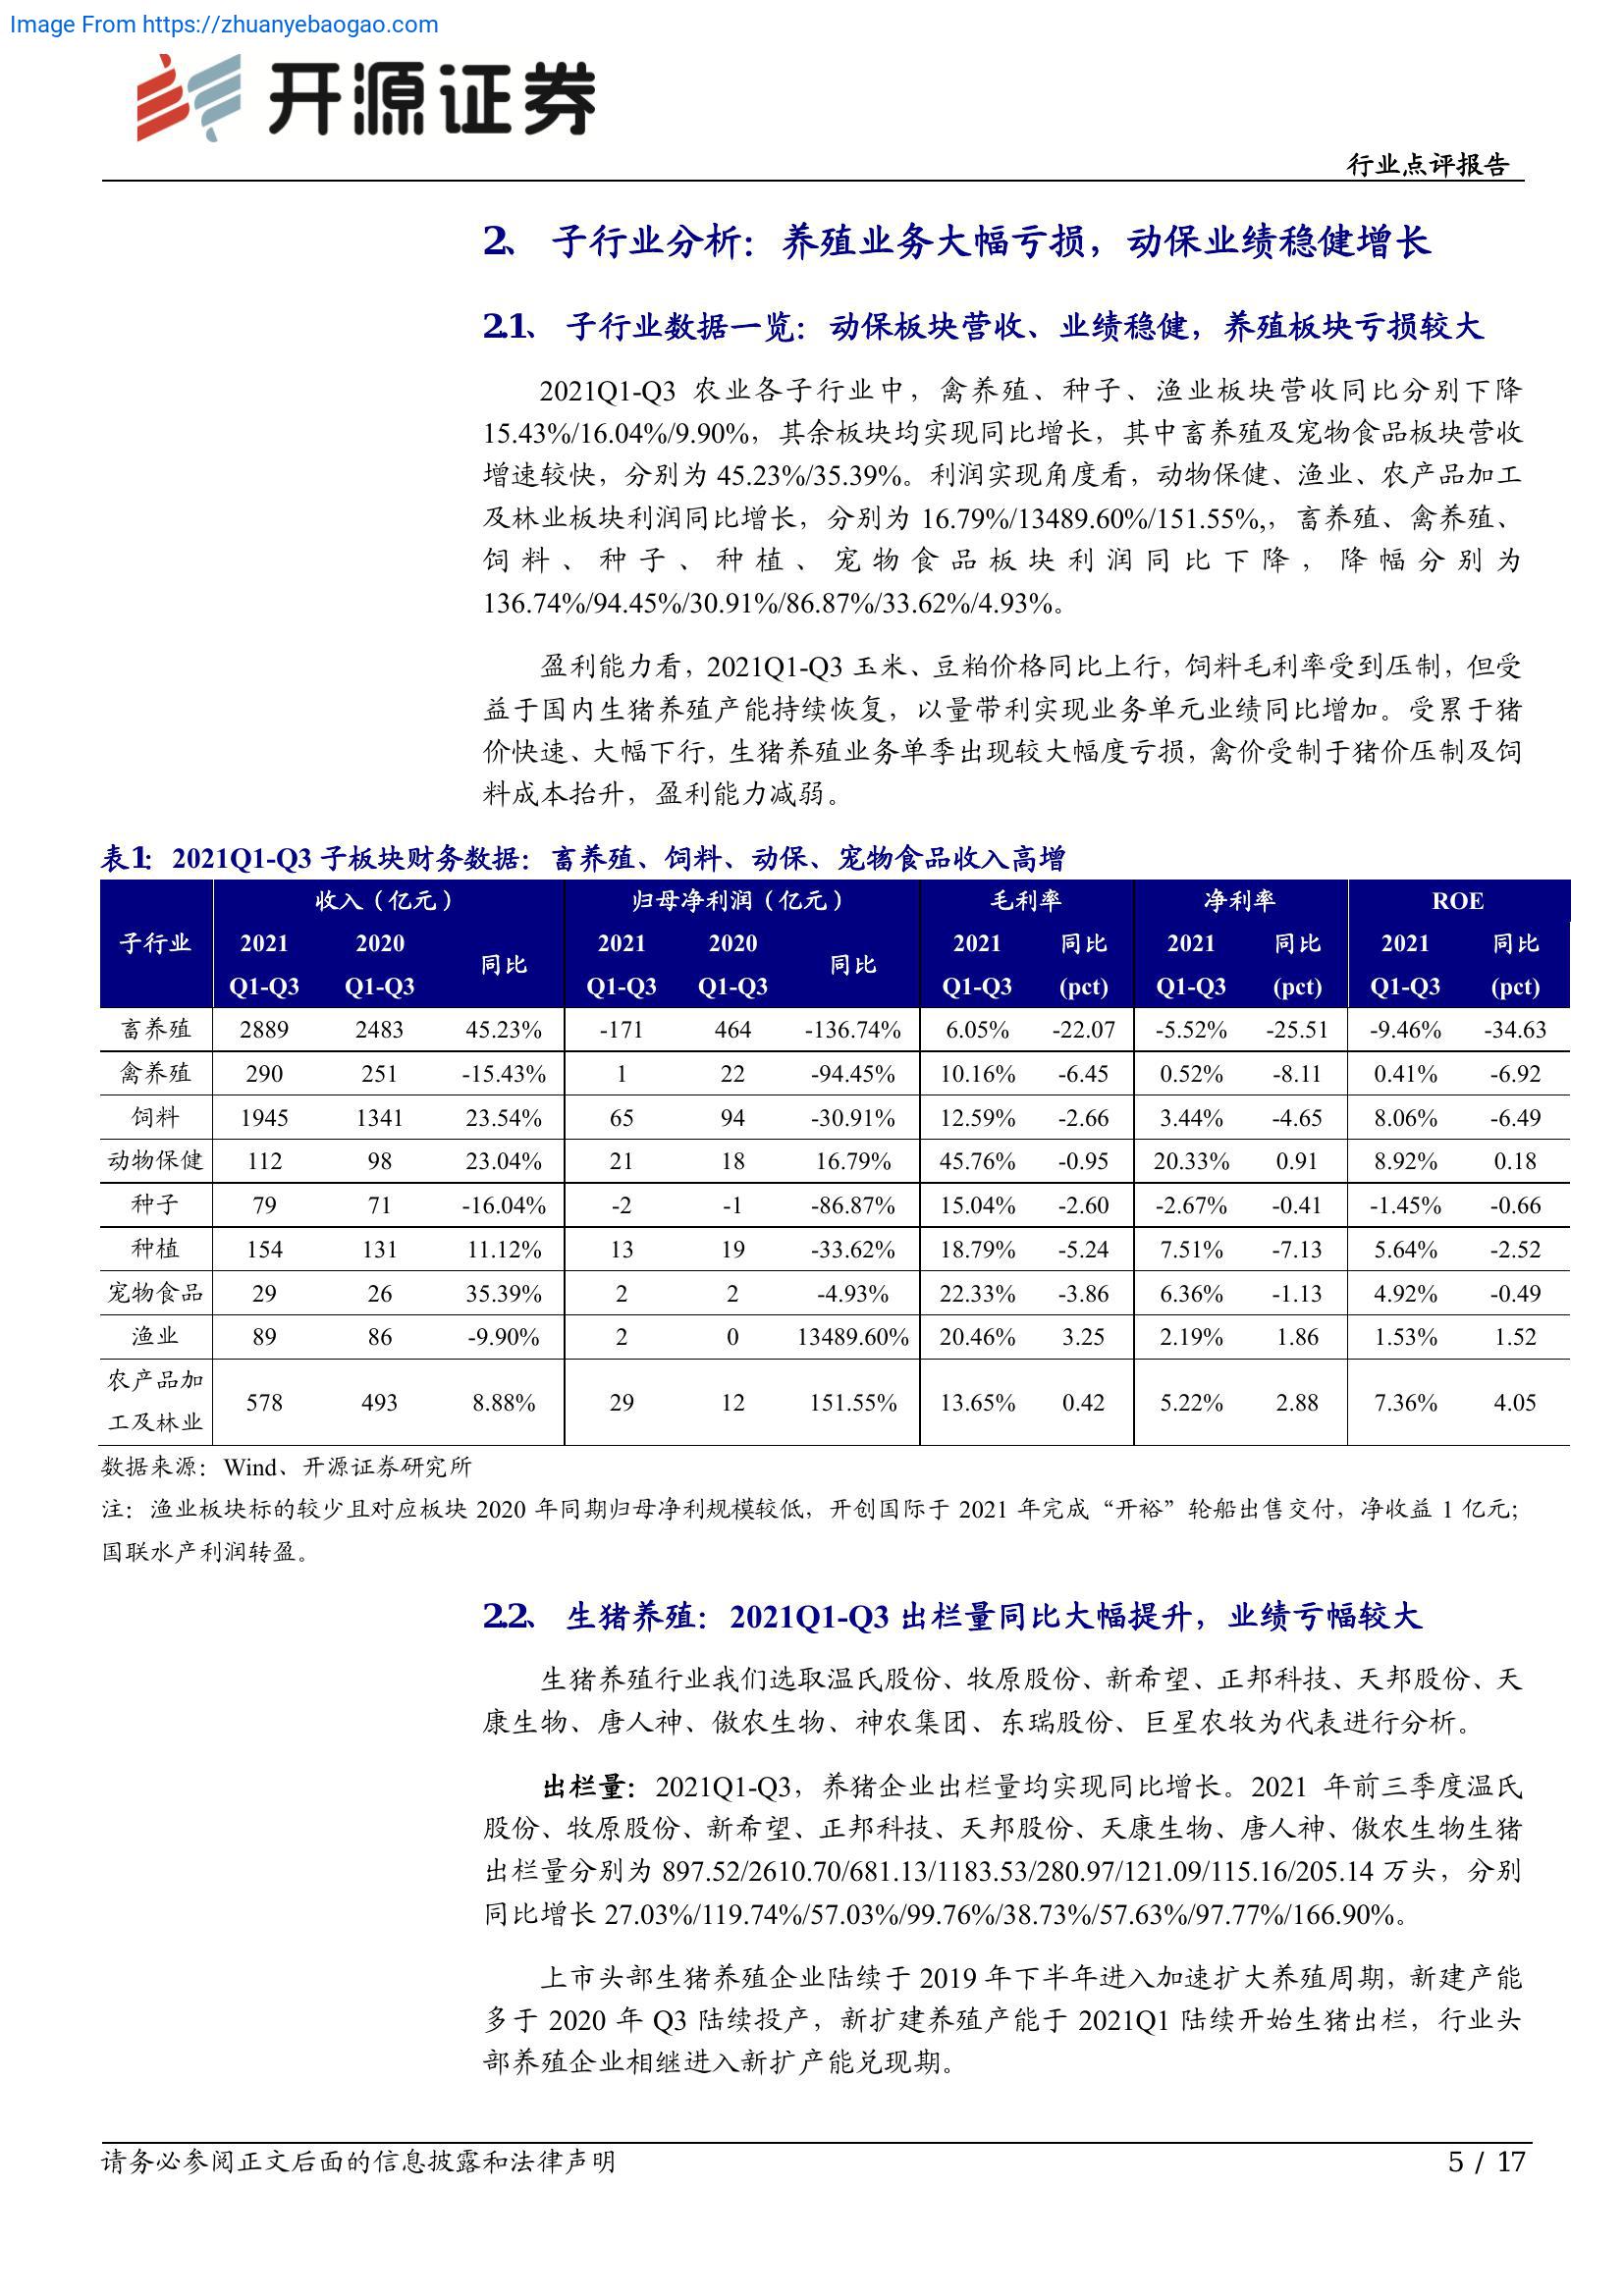 Image From https://zhuanyebaogao.com
开源证券
行业点评报告
2、 子行业分析：养殖业务大幅亏损，动保业绩稳健增长
2.1、 子行业数据一览：动保板块营收、业绩稳健，养殖板块亏损较大
2021Q1-Q3 农业各子行业中，禽养殖、种子、渔业板块营收同比分别下降
15.43%/16.04%/9.90%，其余板块均实现同比增长，其中畜养殖及宠物食品板块营收
增速较快，分别为 45.23%/35.39%。利润实现角度看，动物保健、渔业、农产品加工
及林业板块利润同比增长，分别为 16.79%/13489.60%/151.55%,，畜养殖、禽养殖、
饲料、种子、种植、宠物食品板块利润同比下降，降幅分别为
136.74%/94.45%/30.91%/86.87%/33.62%/4.93%。
盈利能力看，2021Q1-Q3 玉米、豆粕价格同比上行，饲料毛利率受到压制，但受
益于国内生猪养殖产能持续恢复，以量带利实现业务单元业绩同比增加。受累于猪
价快速、大幅下行，生猪养殖业务单季出现较大幅度亏损，禽价受制于猪价压制及饲
料成本抬升，盈利能力减弱。
表1：2021Q1-Q3 子板块财务数据：畜养殖、饲料、动保、宠物食品收入高增
收入（亿元） 归母净利润（亿元） 毛利率 净利率 ROE
子行业 2021 2020 同比 2021 2020 同比 2021 同比 2021 同比 2021 同比
Q1-Q3 Q1-Q3 Q1-Q3 Q1-Q3 Q1-Q3 (pct) Q1-Q3 (pct) Q1-Q3 (pct)
畜养殖 2889 2483 45.23% -171 464 -136.74% 6.05% -22.07 -5.52% -25.51 -9.46% -34.63
禽养殖 290 251 -15.43% 1 22 -94.45% 10.16% -6.45 0.52% -8.11 0.41% -6.92
饲料 1945 1341 23.54% 65 94 -30.91% 12.59% -2.66 3.44% -4.65 8.06% -6.49
动物保健 112 98 23.04% 21 18 16.79% 45.76% -0.95 20.33% 0.91 8.92% 0.18
种子 79 71 -16.04% -2 -1 -86.87% 15.04% -2.60 -2.67% -0.41 -1.45% -0.66
种植 154 131 11.12% 13 19 -33.62% 18.79% -5.24 7.51% -7.13 5.64% -2.52
宠物食品 29 26 35.39% 2 2 -4.93% 22.33% -3.86 6.36% -1.13 4.92% -0.49
渔业 89 86 -9.90% 2 0 13489.60% 20.46% 3.25 2.19% 1.86 1.53% 1.52
农产品加
工及林业 578 493 8.88% 29 12 151.55% 13.65% 0.42 5.22% 2.88 7.36% 4.05
数据来源：Wind、开源证券研究所
注：渔业板块标的较少且对应板块 2020 年同期归母净利规模较低，开创国际于 2021 年完成“开裕”轮船出售交付，净收益 1 亿元；
国联水产利润转盈。
2.2、 生猪养殖：2021Q1-Q3 出栏量同比大幅提升，业绩亏幅较大
生猪养殖行业我们选取温氏股份、牧原股份、新希望、正邦科技、天邦股份、天
康生物、唐人神、傲农生物、神农集团、东瑞股份、巨星农牧为代表进行分析。
出栏量：2021Q1-Q3，养猪企业出栏量均实现同比增长。2021 年前三季度温氏
股份、牧原股份、新希望、正邦科技、天邦股份、天康生物、唐人神、傲农生物生猪
出栏量分别为 897.52/2610.70/681.13/1183.53/280.97/121.09/115.16/205.14 万头，分别
同比增长 27.03%/119.74%/57.03%/99.76%/38.73%/57.63%/97.77%/166.90%。
上市头部生猪养殖企业陆续于 2019 年下半年进入加速扩大养殖周期，新建产能
多于 2020 年 Q3 陆续投产，新扩建养殖产能于 2021Q1 陆续开始生猪出栏，行业头
部养殖企业相继进入新扩产能兑现期。
请务必参阅正文后面的信息披露和法律声明
5 / 17